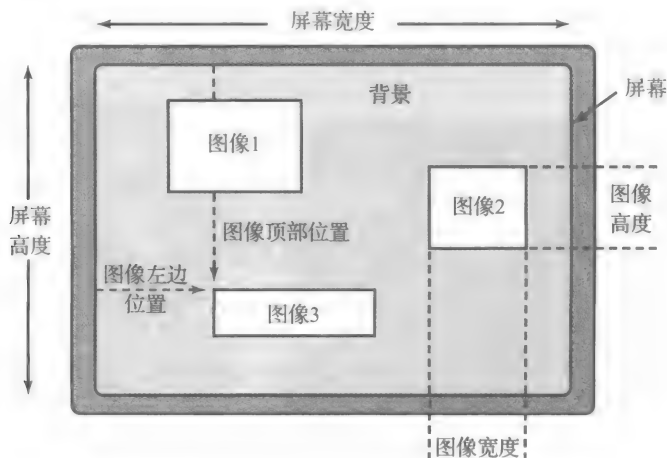 屏幕宽度
背景
屏幕
图像1
图像2
图像
高度
屏幕
高度
图像顶部位置
图像左边
位置
图像3
图像宽度